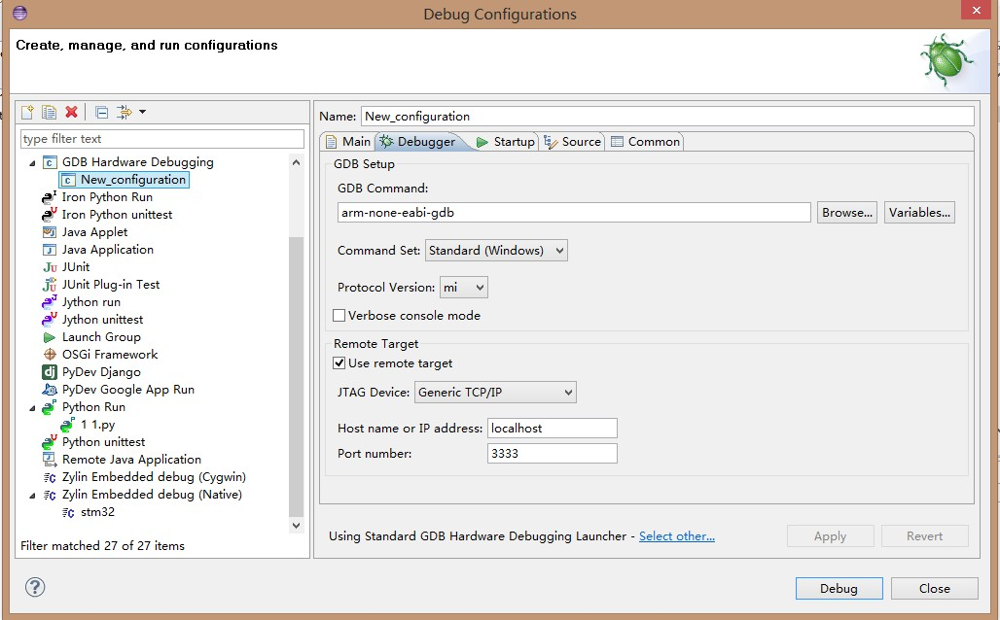 Debug Configurations
Create, manage, and run configurations
type filter text
GDB Hardware Debugging
New_configuration
Iron Python Run
Iron Python unittest
Java Applet
Java Application
JUnit
JUnit Plug-in Test
Jython run
Jython unittest
Launch Group
OSGi Framework
PyDev Django
PyDev Google App Run
Python Run
1 1.py
Python unittest
Remote Java Application
Zylin Embedded debug (Cygwin)
Zylin Embedded debug (Native)
stm32
Filter matched 27 of 27 items
Name: New_configuration
Main Debugger Startup Source Common
GDB Setup
GDB Command:
arm-none-eabi-gdb Browse... Variables...
Command Set: Standard (Windows)
Protocol Version: mi
Verbose console mode
Remote Target
Use remote target
JTAG Device: Generic TCP/IP
Host name or IP address: localhost
Port number: 3333
Using Standard GDB Hardware Debugging Launcher - Select other...
Apply Revert
Debug Close